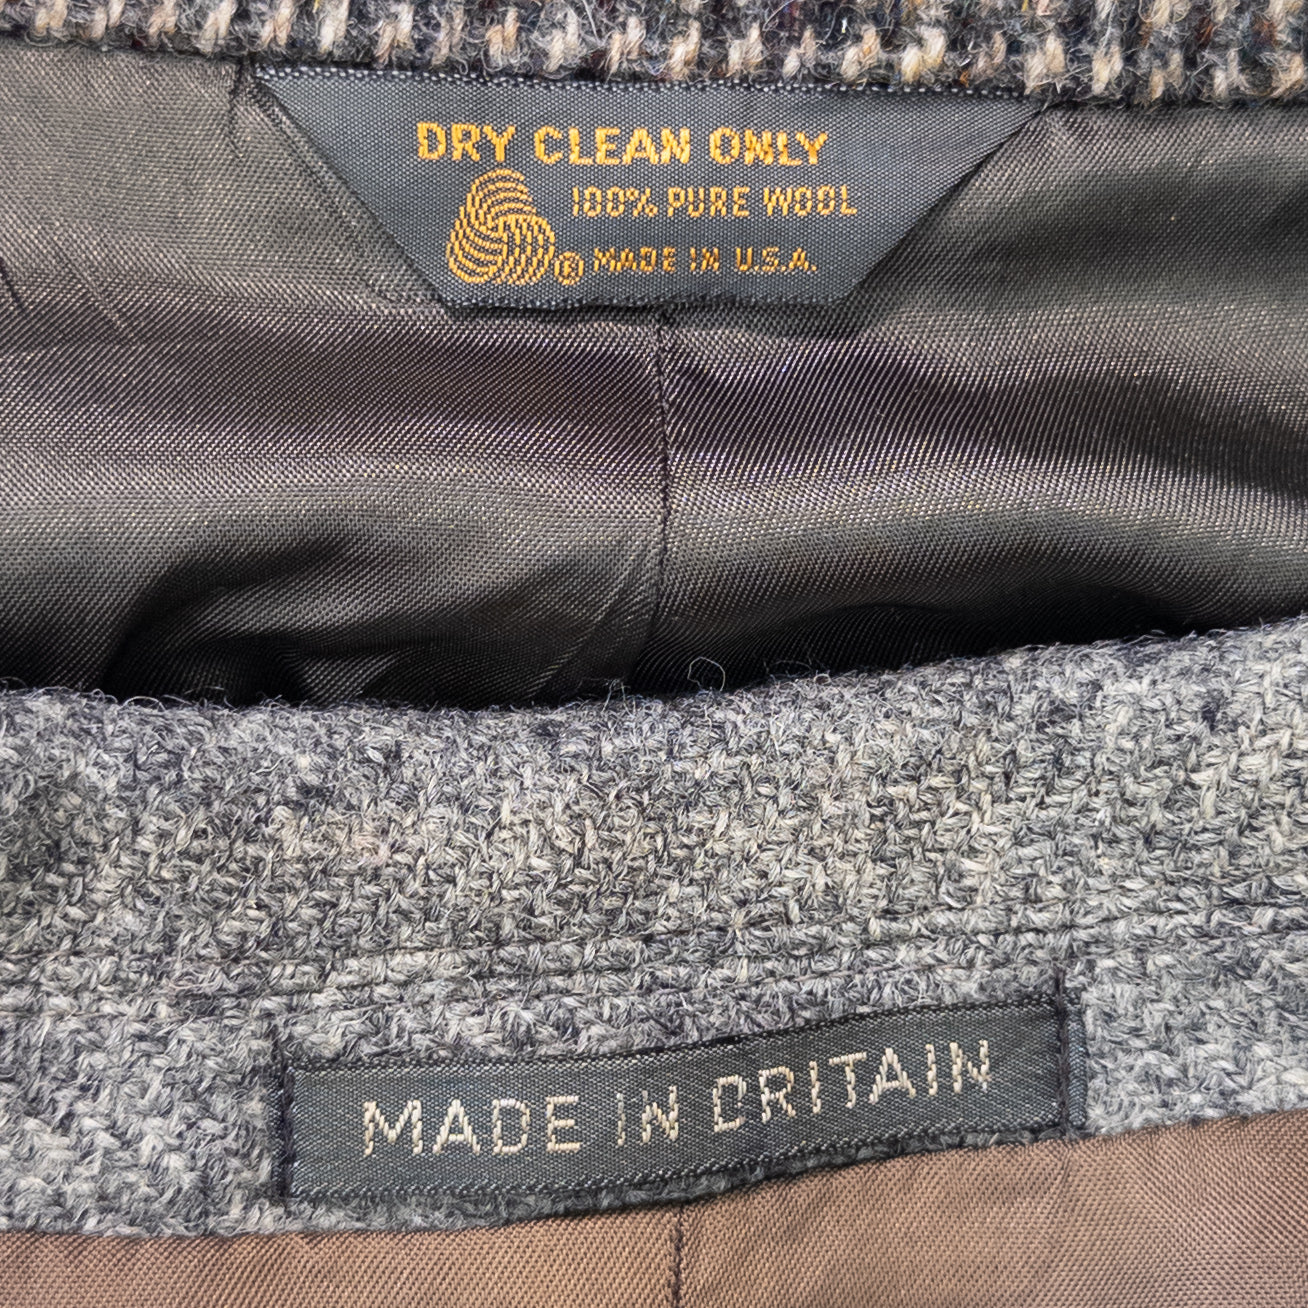 DRY CLEAN ONLY
100% PURE WOOL
® MADE IN U.S.A.
MADE IN BRITAIN